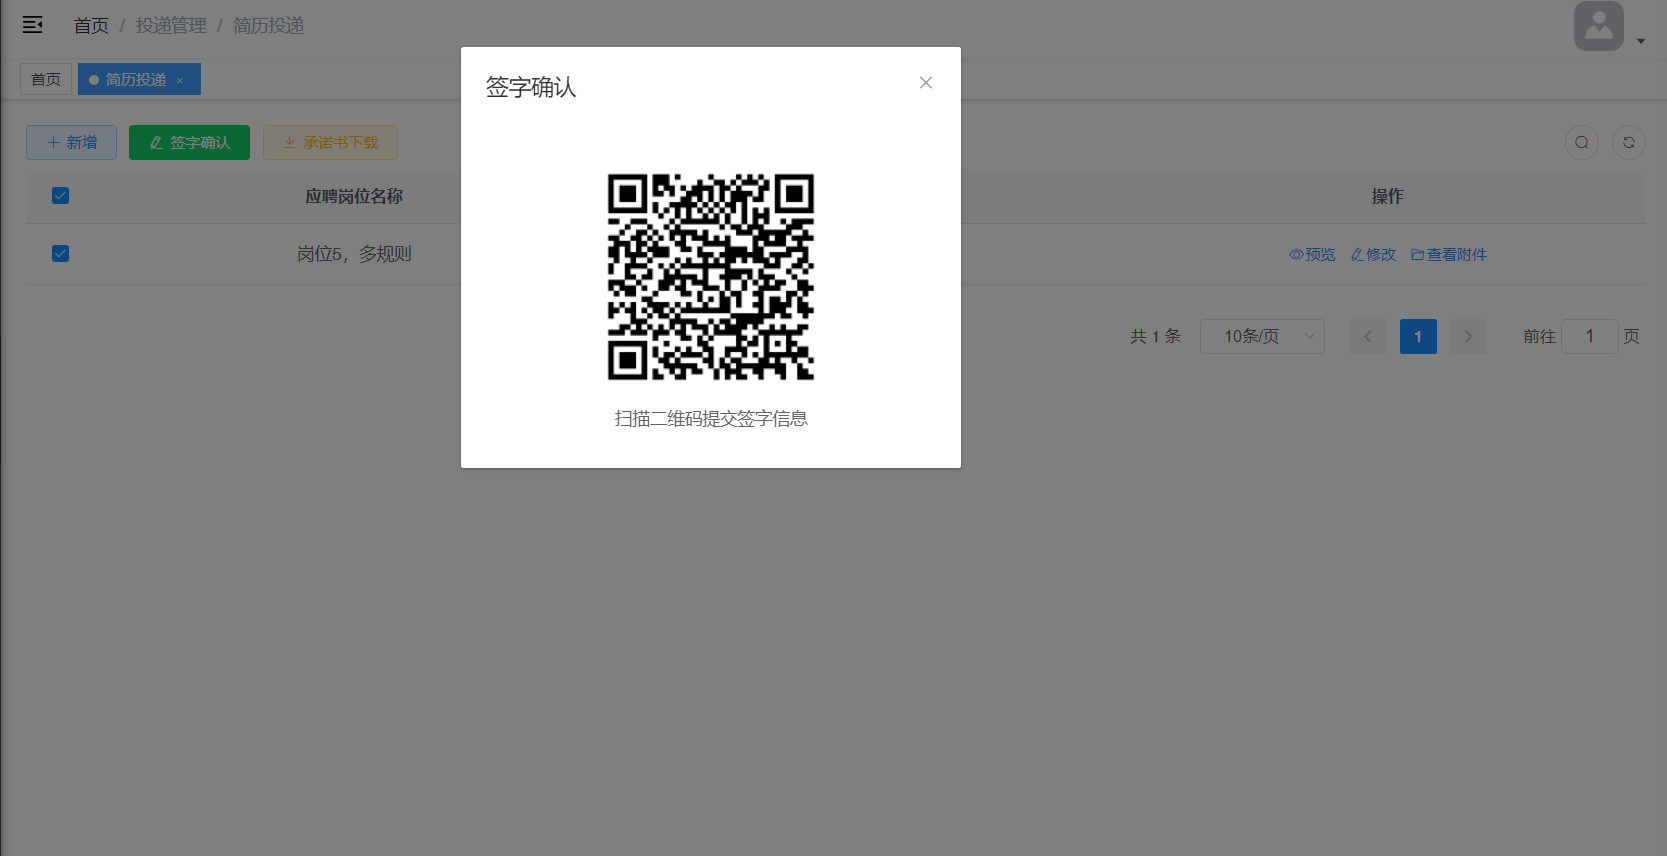 首页 / 投递管理 / 简历投递
首页 简历投递 ×
签字确认
+ 新增 签字确认 承诺书下载
应聘岗位名称 操作
岗位5，多规则 预览 修改 查看附件
共 1 条 10条/页 1 前往 1 页
扫描二维码提交签字信息